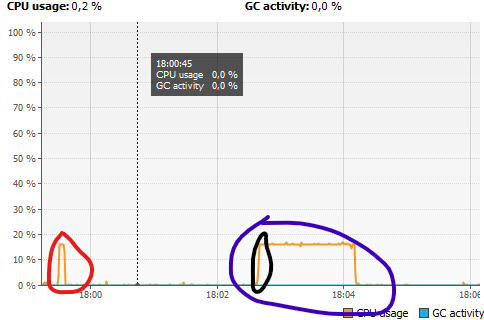 CPU usage: 0,2 % GC activity: 0,0 %
100 %
90 %
80 %
70 %
60 %
50 %
40 %
30 %
20 %
10 %
0 %
18:00:45
CPU usage 0,0 %
GC activity 0,0 %
18:00 18:02 18:04 18:06
CPU usage GC activity